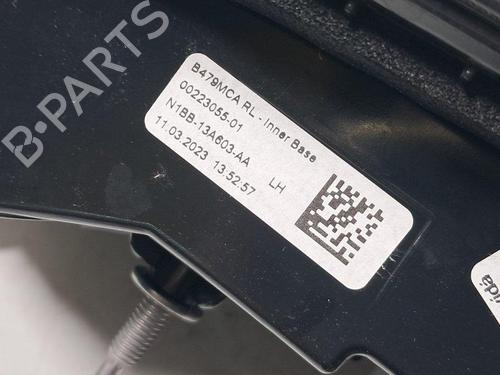 B-PARTS
B479MCA RL - Inner Base
00223055-01
N1BB-13A603-AA LH
11.03.2023 13:52:57